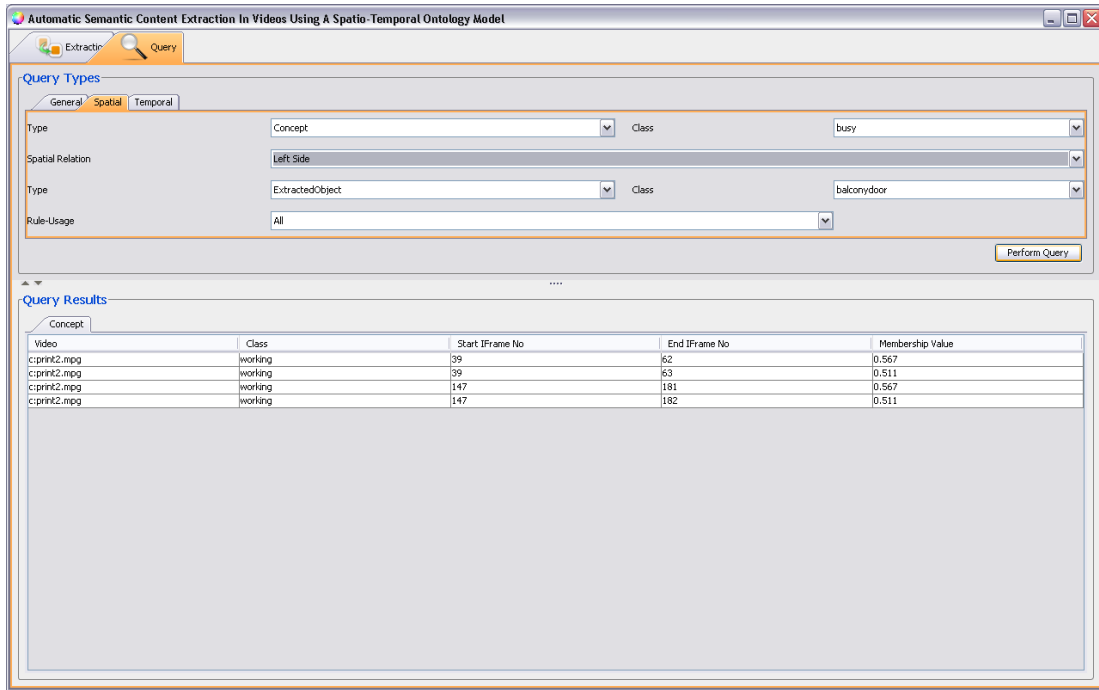 Automatic Semantic Content Extraction In Videos Using A Spatio-Temporal Ontology Model
Extractio Query
Query Types
General Spatial Temporal
Type Concept Class busy
Spatial Relation Left Side
Type ExtractedObject Class balconydoor
Rule-Usage All
Perform Query
Query Results
Concept
Video Class Start IFrame No End IFrame No Membership Value
c:print2.mpg working 39 62 0.567
c:print2.mpg working 39 63 0.511
c:print2.mpg working 147 181 0.567
c:print2.mpg working 147 182 0.511